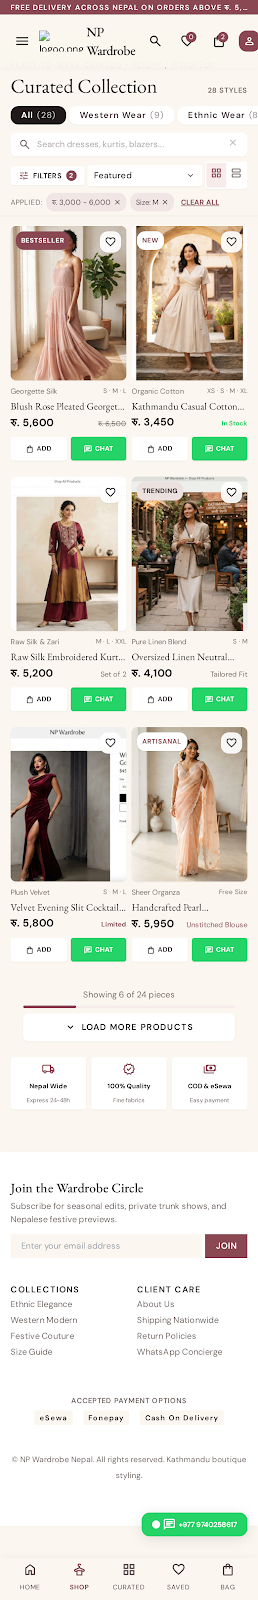 FREE DELIVERY ACROSS NEPAL ON ORDERS ABOVE रु. 5,...
logo.png
NP
Wardrobe
0
2
Curated Collection
28 STYLES
All (28)
Western Wear (9)
Ethnic Wear (8
Search dresses, kurtis, blazers...
FILTERS 2
Featured
APPLIED:
रु. 3,000 - 6,000 ×
Size: M ×
CLEAR ALL
BESTSELLER
NEW
Georgette Silk
S · M · L
Organic Cotton
XS · S · M · XL
Blush Rose Pleated Georget...
Kathmandu Casual Cotton...
रु. 5,600
रु. 6,500
रु. 3,450
In Stock
ADD
CHAT
ADD
CHAT
TRENDING
Raw Silk & Zari
M · L · XXL
Pure Linen Blend
S · M
Raw Silk Embroidered Kurt...
Oversized Linen Neutral...
रु. 5,200
Set of 2
रु. 4,100
Tailored Fit
ADD
CHAT
ADD
CHAT
NP Wardrobe
ARTISANAL
Plush Velvet
S · M · L
Sheer Organza
Free Size
Velvet Evening Slit Cocktail...
Handcrafted Pearl...
रु. 5,800
Limited
रु. 5,950
Unstitched Blouse
ADD
CHAT
ADD
CHAT
Showing 6 of 24 pieces
LOAD MORE PRODUCTS
Nepal Wide
100% Quality
COD & eSewa
Express 24-48h
Fine fabrics
Easy payment
Join the Wardrobe Circle
Subscribe for seasonal edits, private trunk shows, and
Nepalese festive previews.
Enter your email address
JOIN
COLLECTIONS
CLIENT CARE
Ethnic Elegance
About Us
Western Modern
Shipping Nationwide
Festive Couture
Return Policies
Size Guide
WhatsApp Concierge
ACCEPTED PAYMENT OPTIONS
eSewa
Fonepay
Cash On Delivery
© NP Wardrobe Nepal. All rights reserved. Kathmandu boutique
styling.
+977 9740258617
HOME
SHOP
CURATED
SAVED
BAG